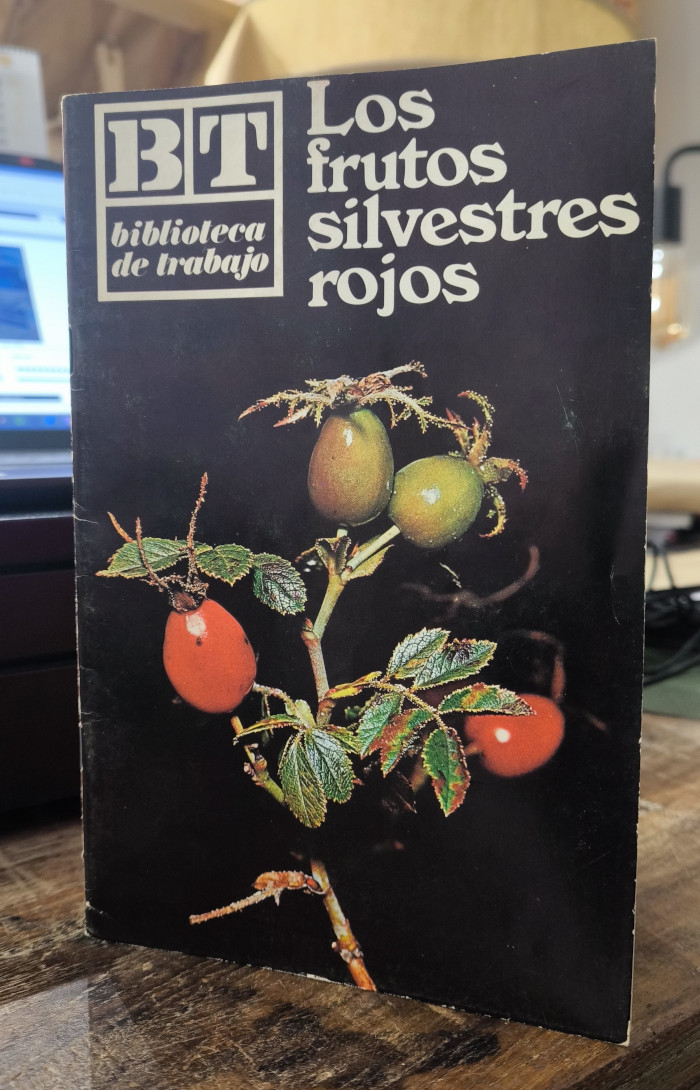 BT
biblioteca
de trabajo
Los
frutos
silvestres
rojos